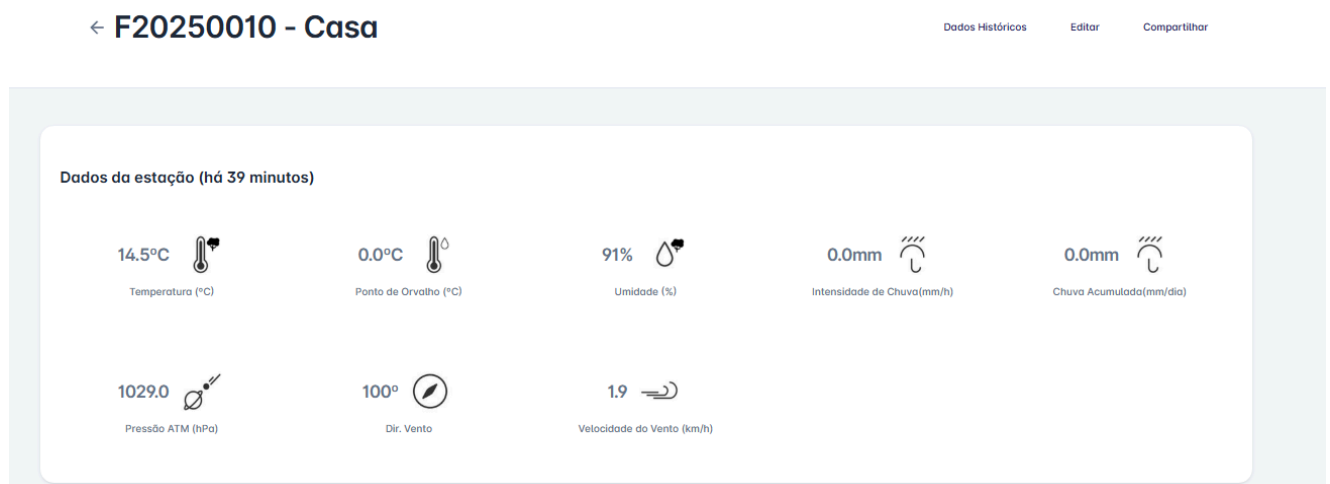 ← F20250010 - Casa
Dados Históricos Editar Compartilhar
Dados da estação (há 39 minutos)
14.5ºC 0.0ºC 91% 0.0mm 0.0mm
Temperatura (ºC) Ponto de Orvalho (ºC) Umidade (%) Intensidade de Chuva(mm/h) Chuva Acumulada(mm/dia)
1029.0 100º 1.9
Pressão ATM (hPa) Dir. Vento Velocidade do Vento (km/h)